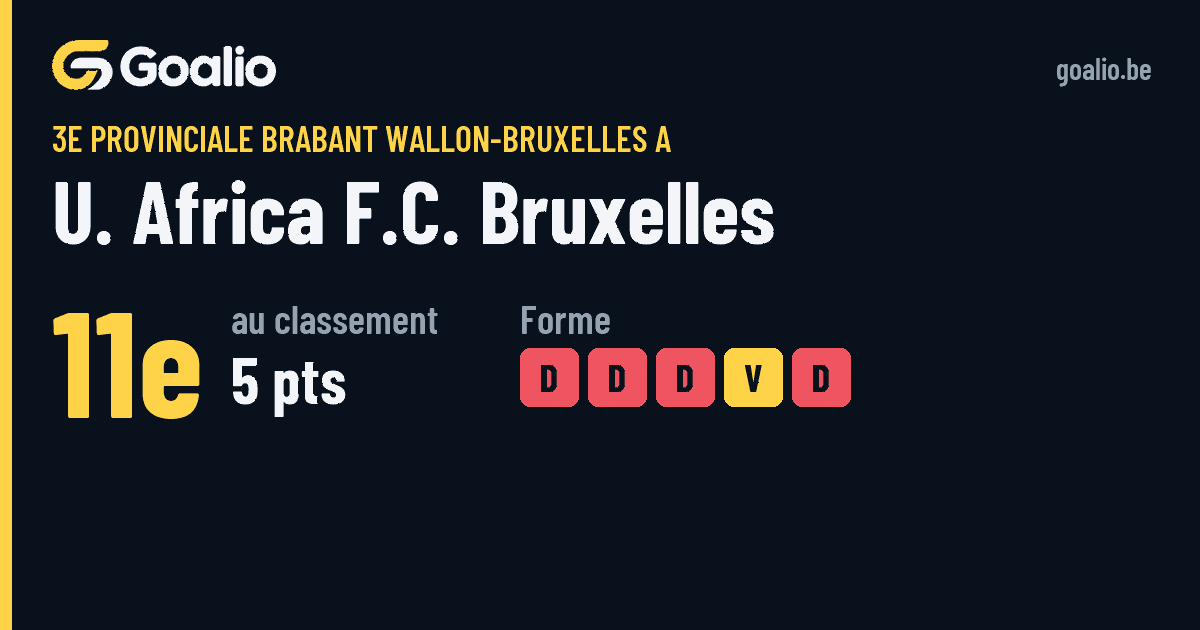 Goalio
goalio.be
3E PROVINCIALE BRABANT WALLON-BRUXELLES A
U. Africa F.C. Bruxelles
11e
au classement
5 pts
Forme
D D D V D